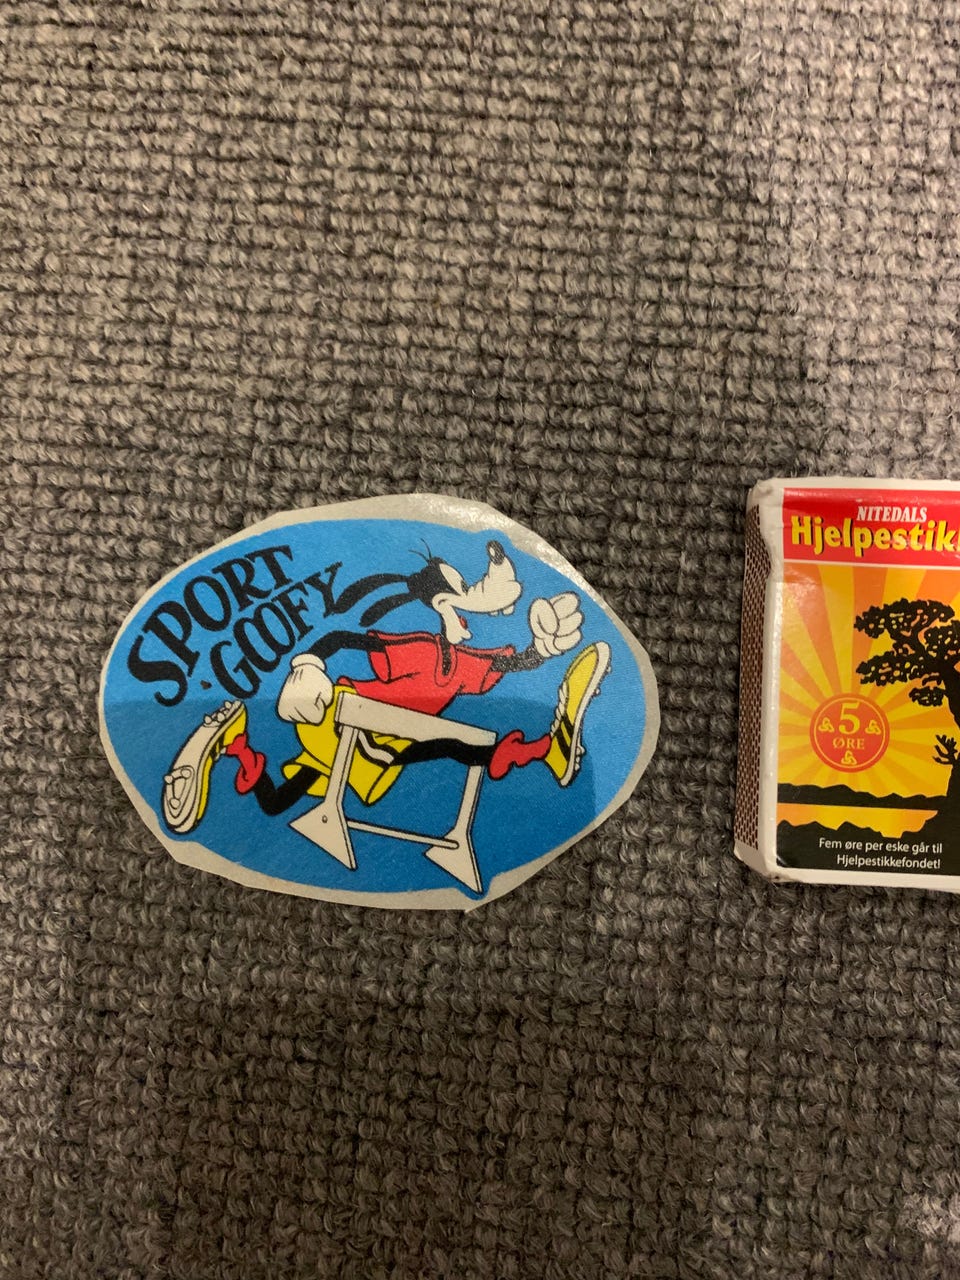 SPORT
GOOFY
NITEDALS
Hjelpestik
5
ØRE
Fem øre per eske går til
Hjelpestikkefondet!